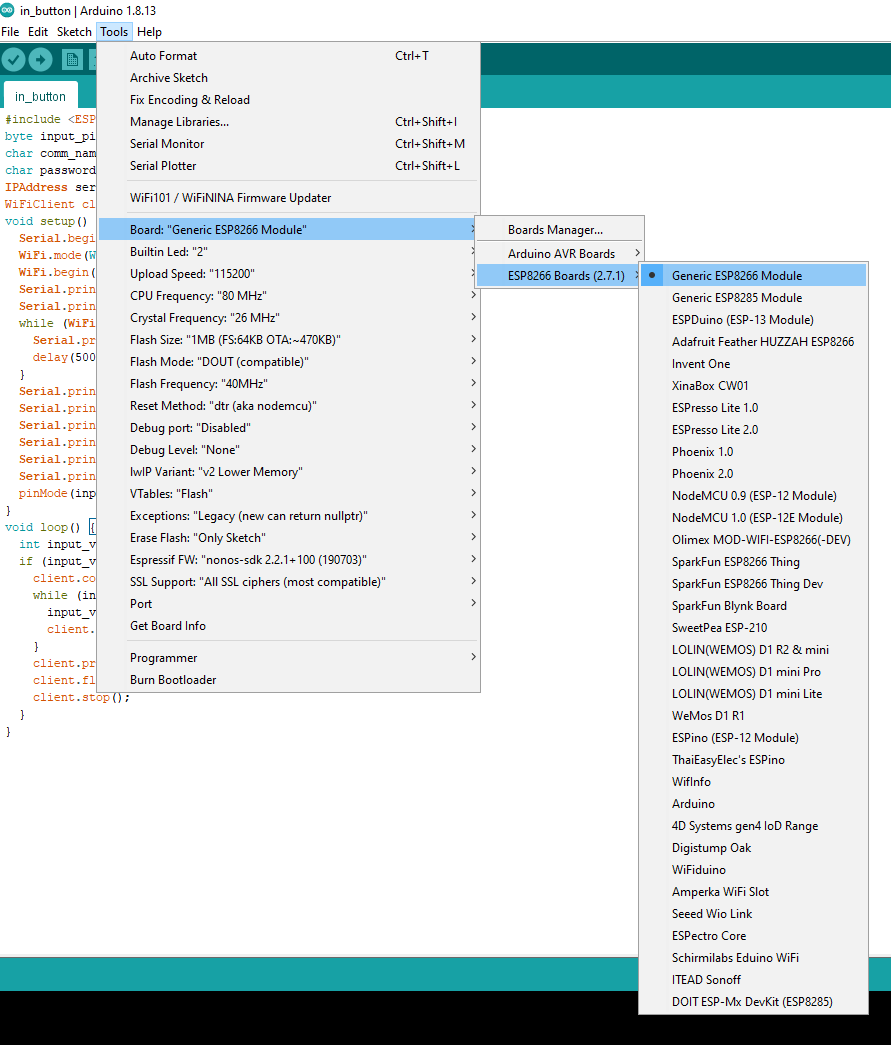 in_button | Arduino 1.8.13
File Edit Sketch Tools Help
in_button
#include <ESP
byte input_pi
char comm_nam
char password
IPAddress ser
WiFiClient cl
void setup()
Serial.begi
WiFi.mode(W
WiFi.begin(
Serial.prin
Serial.prin
while (WiFi
Serial.pr
delay(500
}
Serial.prin
Serial.prin
Serial.prin
Serial.prin
Serial.prin
Serial.prin
pinMode(inp
}
void loop() {
int input_v
if (input_v
client.co
while (in
input_v
client.
}
client.pr
client.fl
client.stop();
}
}
Auto Format Ctrl+T
Archive Sketch
Fix Encoding & Reload
Manage Libraries... Ctrl+Shift+I
Serial Monitor Ctrl+Shift+M
Serial Plotter Ctrl+Shift+L
WiFi101 / WiFiNINA Firmware Updater
Board: "Generic ESP8266 Module"
Builtin Led: "2"
Upload Speed: "115200"
CPU Frequency: "80 MHz"
Crystal Frequency: "26 MHz"
Flash Size: "1MB (FS:64KB OTA:~470KB)"
Flash Mode: "DOUT (compatible)"
Flash Frequency: "40MHz"
Reset Method: "dtr (aka nodemcu)"
Debug port: "Disabled"
Debug Level: "None"
lwIP Variant: "v2 Lower Memory"
VTables: "Flash"
Exceptions: "Legacy (new can return nullptr)"
Erase Flash: "Only Sketch"
Espressif FW: "nonos-sdk 2.2.1+100 (190703)"
SSL Support: "All SSL ciphers (most compatible)"
Port
Get Board Info
Programmer
Burn Bootloader
Boards Manager...
Arduino AVR Boards
ESP8266 Boards (2.7.1)
Generic ESP8266 Module
Generic ESP8285 Module
ESPDuino (ESP-13 Module)
Adafruit Feather HUZZAH ESP8266
Invent One
XinaBox CW01
ESPresso Lite 1.0
ESPresso Lite 2.0
Phoenix 1.0
Phoenix 2.0
NodeMCU 0.9 (ESP-12 Module)
NodeMCU 1.0 (ESP-12E Module)
Olimex MOD-WIFI-ESP8266(-DEV)
SparkFun ESP8266 Thing
SparkFun ESP8266 Thing Dev
SparkFun Blynk Board
SweetPea ESP-210
LOLIN(WEMOS) D1 R2 & mini
LOLIN(WEMOS) D1 mini Pro
LOLIN(WEMOS) D1 mini Lite
WeMos D1 R1
ESPino (ESP-12 Module)
ThaiEasyElec's ESPino
WifInfo
Arduino
4D Systems gen4 IoD Range
Digistump Oak
WiFiduino
Amperka WiFi Slot
Seeed Wio Link
ESPectro Core
Schirmilabs Eduino WiFi
ITEAD Sonoff
DOIT ESP-Mx DevKit (ESP8285)